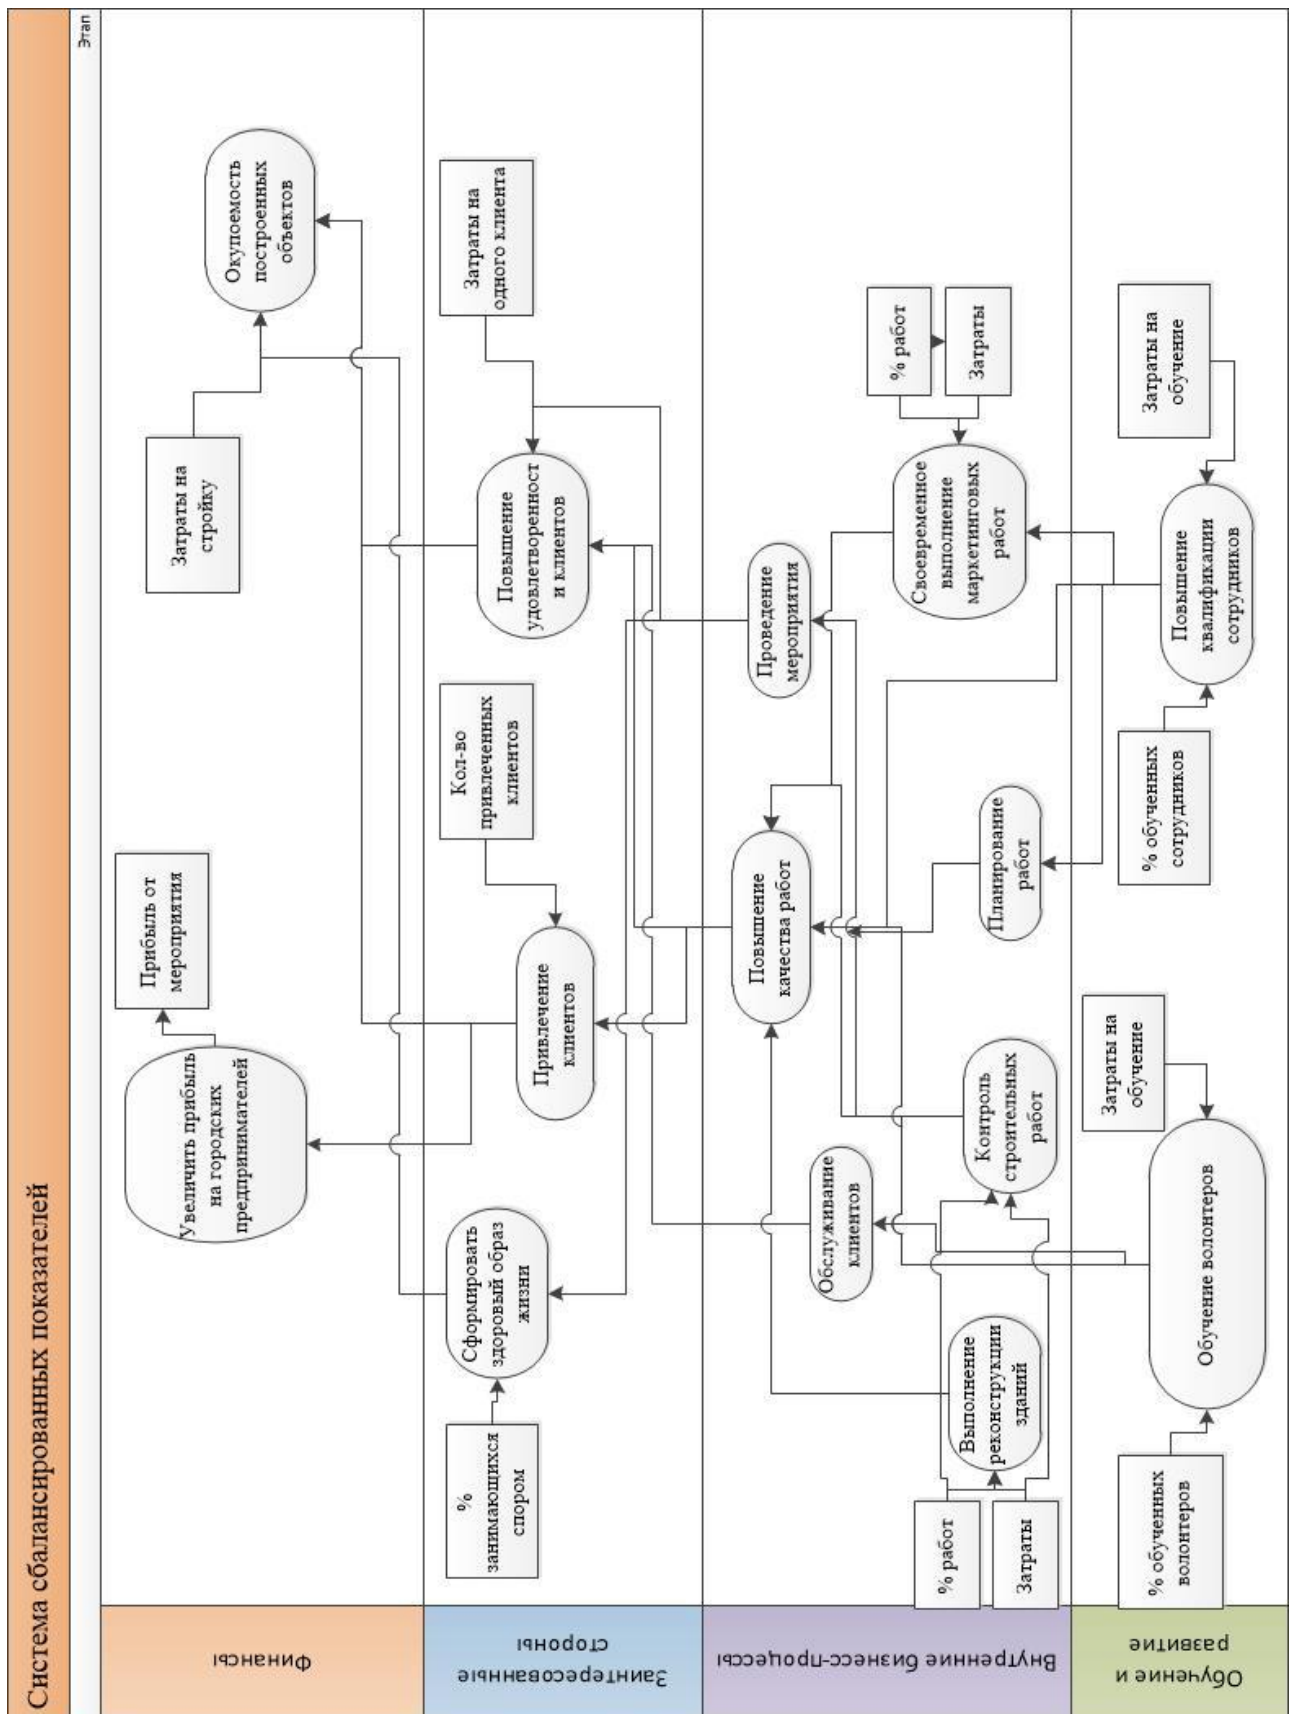 Система сбалансированных показателей
Этап
Финансы
Увеличить прибыль
на городских
предпринимателей
Прибыль от
мероприятия
Затраты на
стройку
Окупоемость
построенных
объектов
Заинтересованные
стороны
%
занимающихся
спором
Сформировать
здоровый образ
жизни
Привлечение
клиентов
Кол-во
привлеченных
клиентов
Повышение
удовлетворенност
и клиентов
Затраты на
одного клиента
Внутренние бизнес-процессы
% работ
Затраты
Выполнение
реконструкции
зданий
Обслуживание
клиентов
Контроль
строительных
работ
Повышение
качества работ
Планирование
работ
Проведение
мероприятия
Своевременное
выполнение
маркетинговых
работ
% работ
Затраты
Обучение и
развитие
% обученных
волонтеров
Обучение волонтеров
Затраты на
обучение
% обученных
сотрудников
Повышение
квалификации
сотрудников
Затраты на
обучение